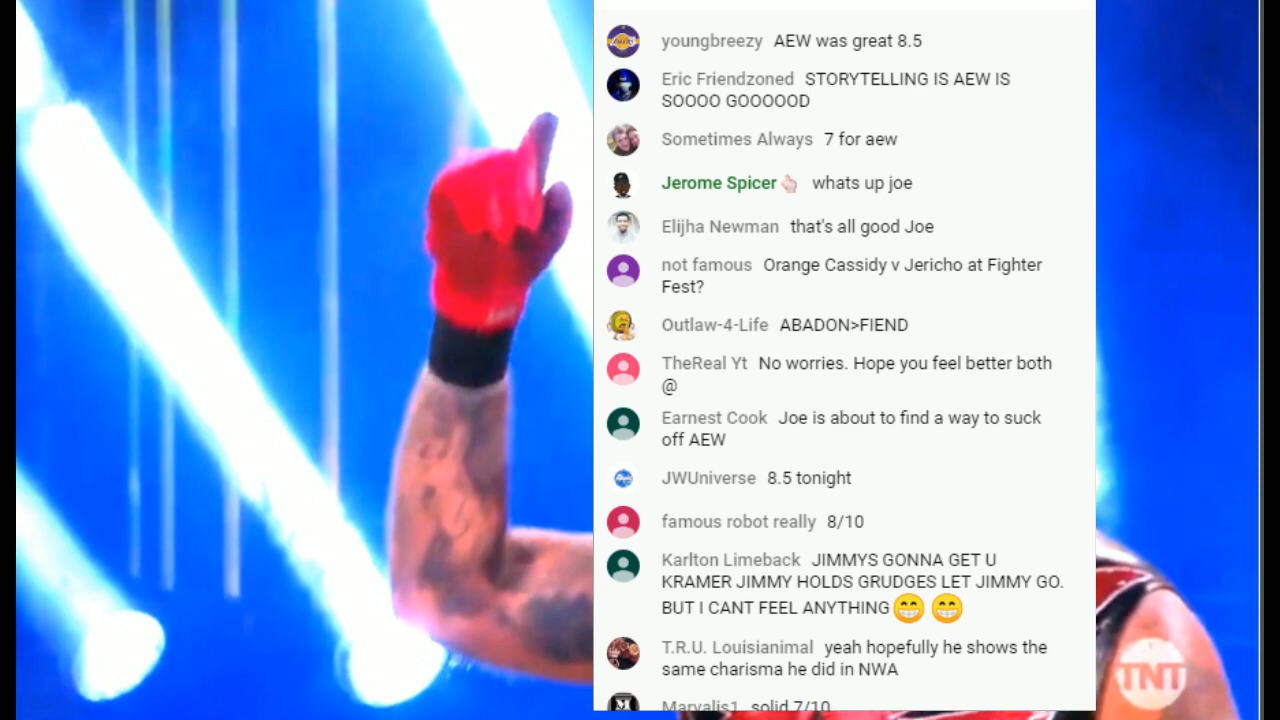 youngbreezy AEW was great 8.5
Eric Friendzoned STORYTELLING IS AEW IS
SOOOO GOOOOOD
Sometimes Always 7 for aew
Jerome Spicer whats up joe
Elijha Newman that's all good Joe
not famous Orange Cassidy v Jericho at Fighter
Fest?
Outlaw-4-Life ABADON>FIEND
TheReal Yt No worries. Hope you feel better both
@
Earnest Cook Joe is about to find a way to suck
off AEW
JWUniverse 8.5 tonight
famous robot really 8/10
Karlton Limeback JIMMYS GONNA GET U
KRAMER JIMMY HOLDS GRUDGES LET JIMMY GO.
BUT I CANT FEEL ANYTHING😁 😁
T.R.U. Louisianimal yeah hopefully he shows the
same charisma he did in NWA
Marvalis1 solid 7/10
TNT